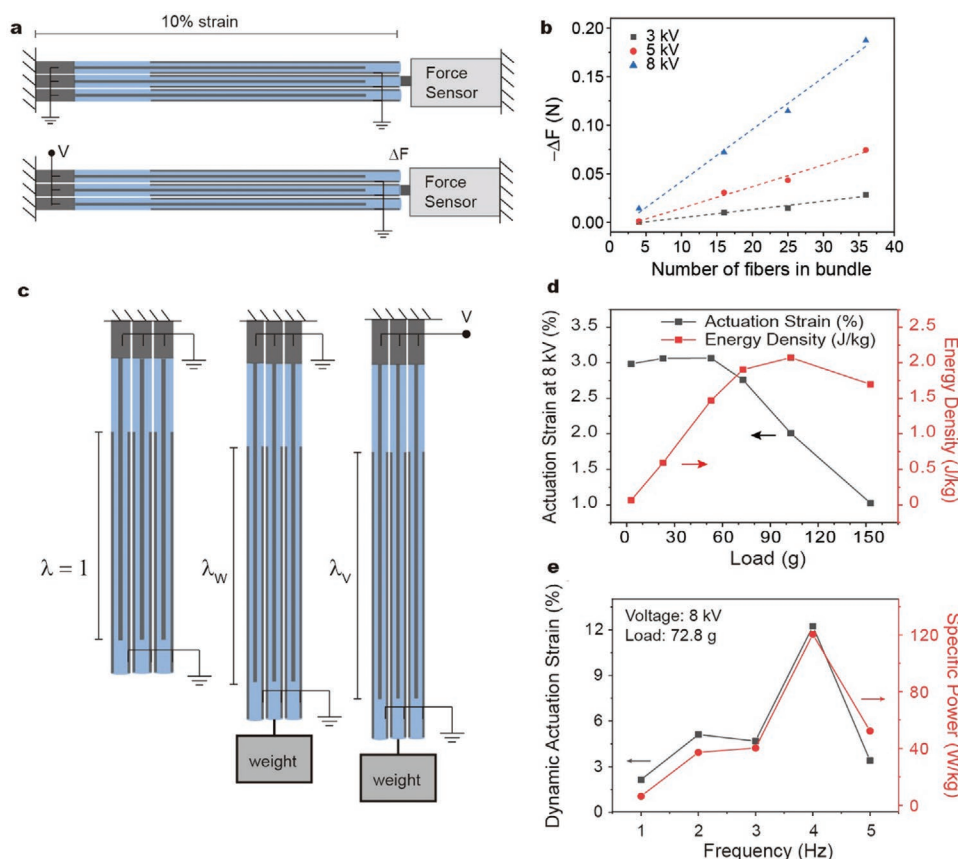 a
10% strain
Force
Sensor
V
ΔF
Force
Sensor
b
3 kV
5 kV
8 kV
−ΔF (N)
0.20
0.15
0.10
0.05
0.00
0 5 10 15 20 25 30 35 40
Number of fibers in bundle
c
V
λ = 1
λW
λV
weight
weight
d
Actuation Strain (%)
Energy Density (J/kg)
Actuation Strain at 8 kV (%)
3.5
3.0
2.5
2.0
1.5
1.0
2.5
2.0
1.5
1.0
0.5
0
Energy Density (J/kg)
0 30 60 90 120 150
Load (g)
e
Voltage: 8 kV
Load: 72.8 g
Dynamic Actuation Strain (%)
12
9
6
3
0
120
80
40
0
Specific Power (W/kg)
1 2 3 4 5
Frequency (Hz)